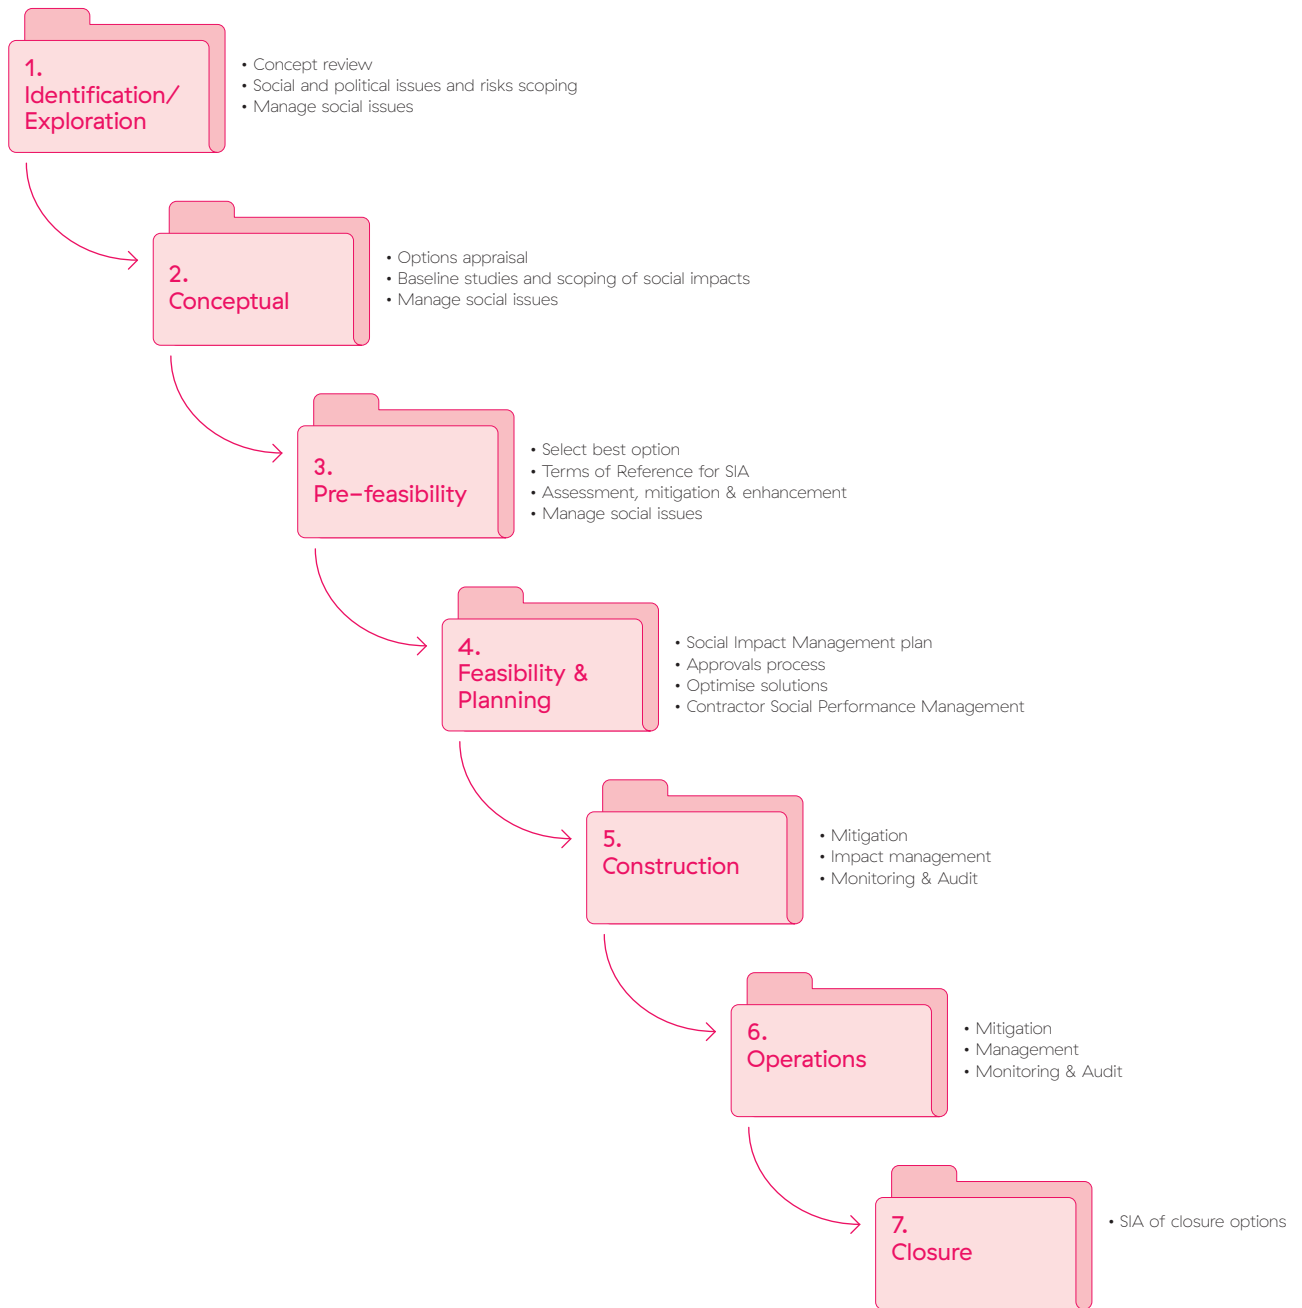 1.
Identification/
Exploration
• Concept review
• Social and political issues and risks scoping
• Manage social issues
2.
Conceptual
• Options appraisal
• Baseline studies and scoping of social impacts
• Manage social issues
3.
Pre-feasibility
• Select best option
• Terms of Reference for SIA
• Assessment, mitigation & enhancement
• Manage social issues
4.
Feasibility &
Planning
• Social Impact Management plan
• Approvals process
• Optimise solutions
• Contractor Social Performance Management
5.
Construction
• Mitigation
• Impact management
• Monitoring & Audit
6.
Operations
• Mitigation
• Management
• Monitoring & Audit
7.
Closure
• SIA of closure options